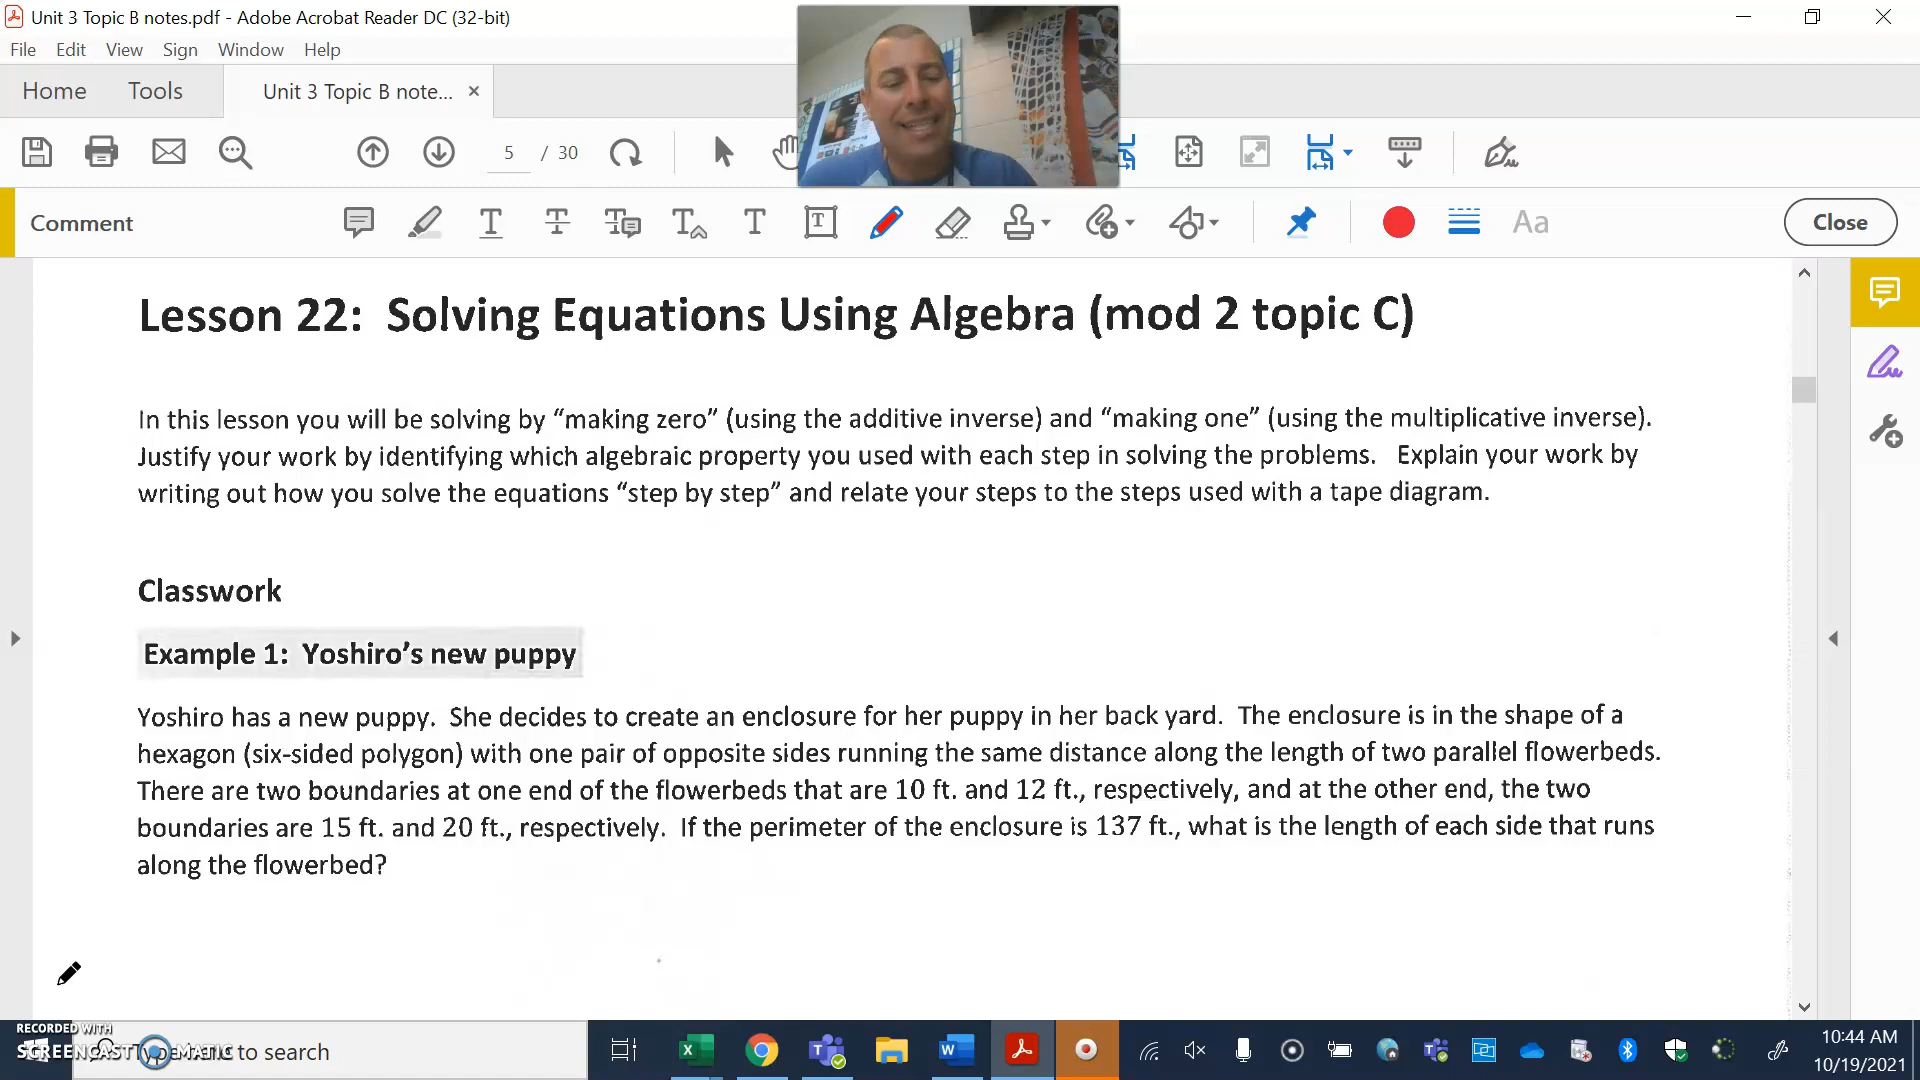 Unit 3 Topic B notes.pdf - Adobe Acrobat Reader DC (32-bit)
File Edit View Sign Window Help
Home Tools Unit 3 Topic B note... ×
5 / 30
Comment
Aa
Close
Lesson 22: Solving Equations Using Algebra (mod 2 topic C)
In this lesson you will be solving by “making zero” (using the additive inverse) and “making one” (using the multiplicative inverse).
Justify your work by identifying which algebraic property you used with each step in solving the problems. Explain your work by
writing out how you solve the equations “step by step” and relate your steps to the steps used with a tape diagram.
Classwork
Example 1: Yoshiro’s new puppy
Yoshiro has a new puppy. She decides to create an enclosure for her puppy in her back yard. The enclosure is in the shape of a
hexagon (six-sided polygon) with one pair of opposite sides running the same distance along the length of two parallel flowerbeds.
There are two boundaries at one end of the flowerbeds that are 10 ft. and 12 ft., respectively, and at the other end, the two
boundaries are 15 ft. and 20 ft., respectively. If the perimeter of the enclosure is 137 ft., what is the length of each side that runs
along the flowerbed?
RECORDED WITH
SCREENCAST MATIC
to search
10:44 AM
10/19/2021